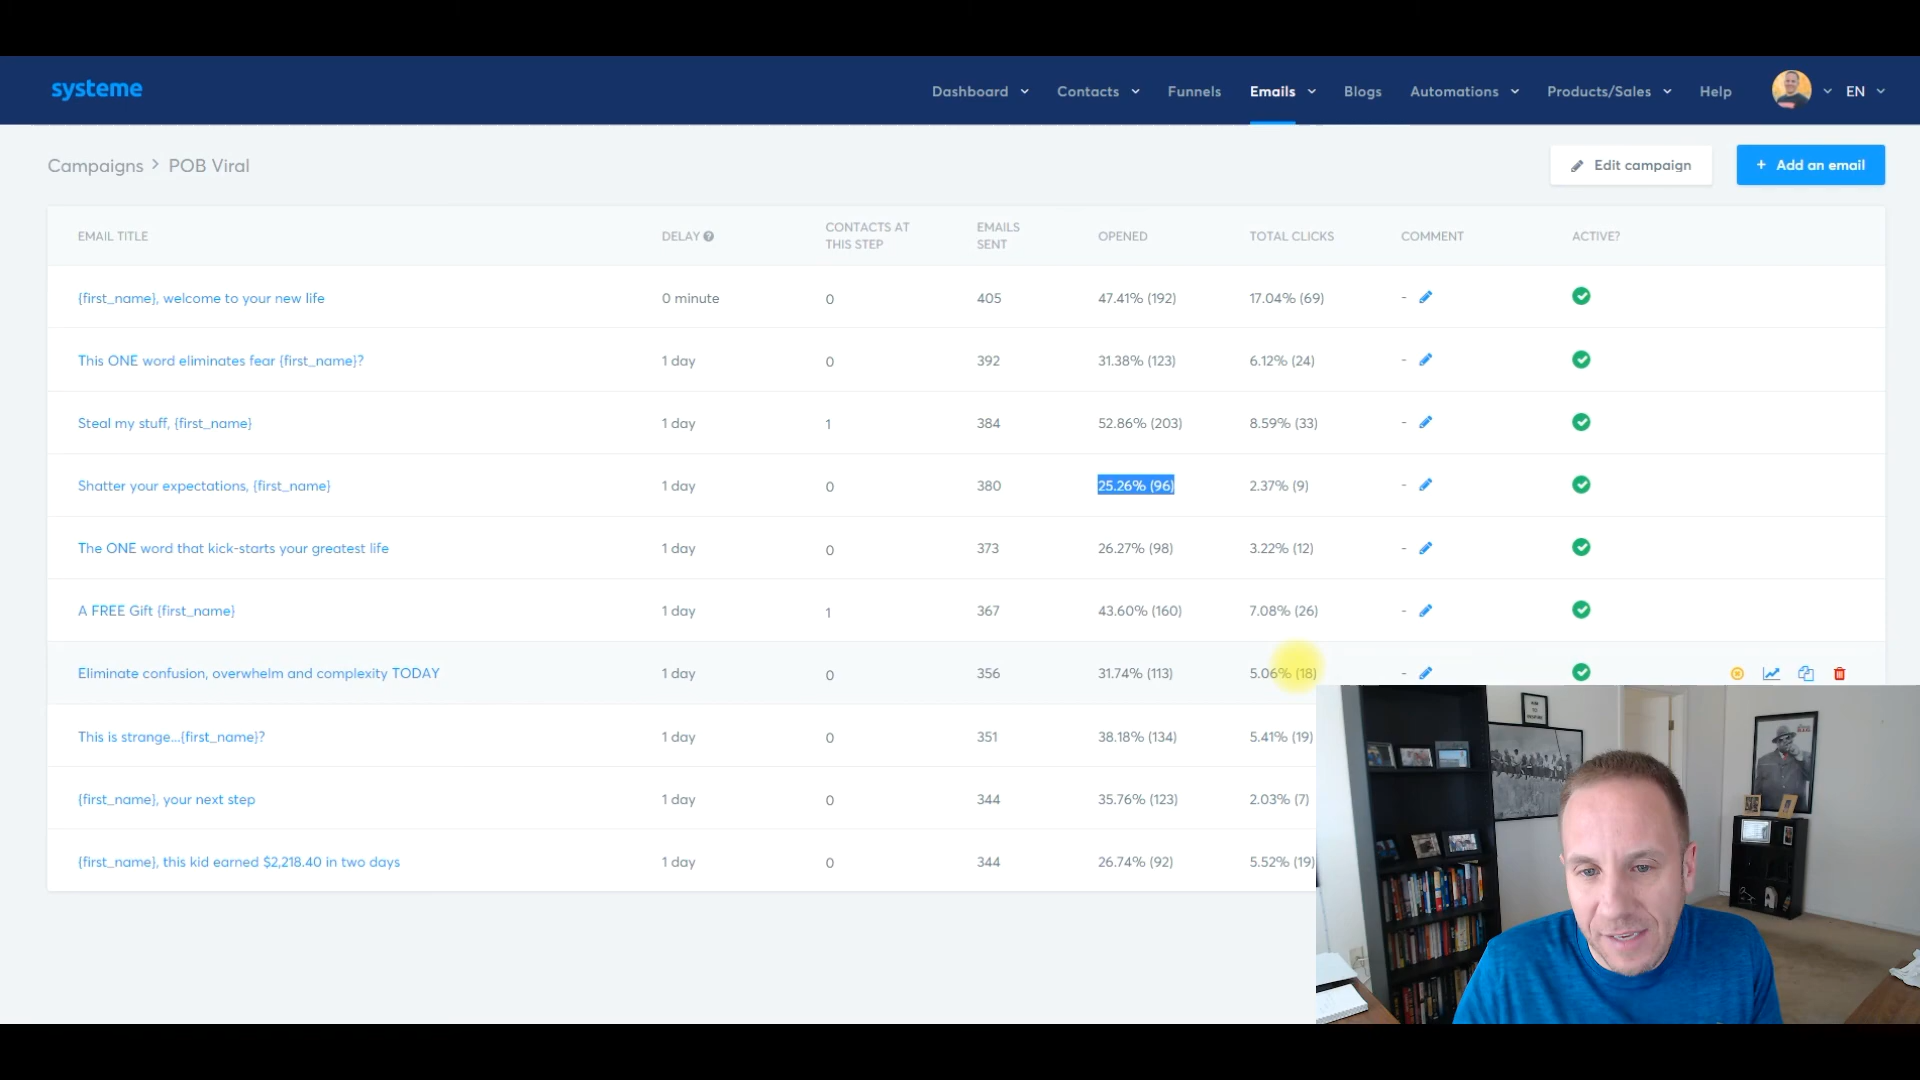 systeme
Dashboard Contacts Funnels Emails Blogs Automations Products/Sales Help EN
Campaigns > POB Viral
Edit campaign
+ Add an email
EMAIL TITLE DELAY CONTACTS AT THIS STEP EMAILS SENT OPENED TOTAL CLICKS COMMENT ACTIVE?
{first_name}, welcome to your new life 0 minute 0 405 47.41% (192) 17.04% (69) -
This ONE word eliminates fear {first_name}? 1 day 0 392 31.38% (123) 6.12% (24) -
Steal my stuff, {first_name} 1 day 1 384 52.86% (203) 8.59% (33) -
Shatter your expectations, {first_name} 1 day 0 380 25.26% (96) 2.37% (9) -
The ONE word that kick-starts your greatest life 1 day 0 373 26.27% (98) 3.22% (12) -
A FREE Gift {first_name} 1 day 1 367 43.60% (160) 7.08% (26) -
Eliminate confusion, overwhelm and complexity TODAY 1 day 0 356 31.74% (113) 5.06% (18) -
This is strange...{first_name}? 1 day 0 351 38.18% (134) 5.41% (19)
{first_name}, your next step 1 day 0 344 35.76% (123) 2.03% (7)
{first_name}, this kid earned $2,218.40 in two days 1 day 0 344 26.74% (92) 5.52% (19)